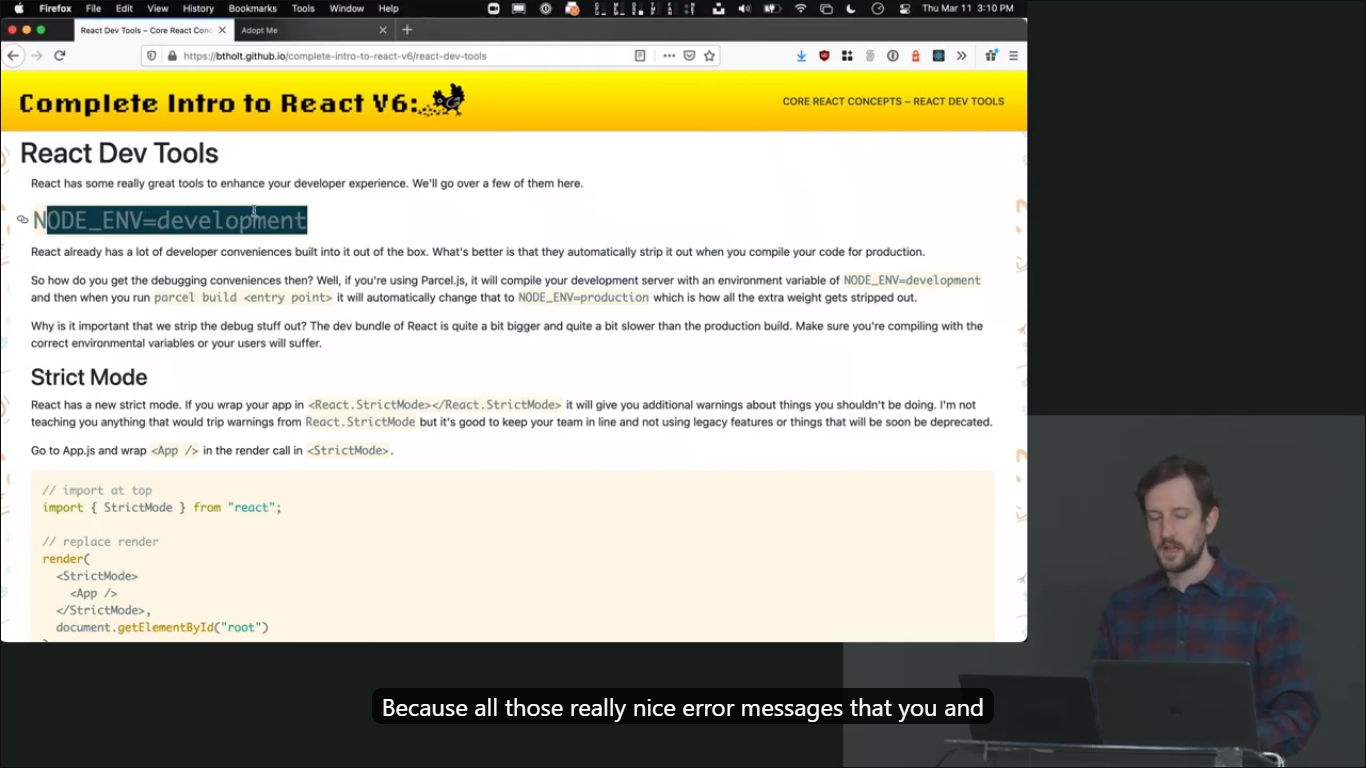 Firefox File Edit View History Bookmarks Tools Window Help Thu Mar 11 3:10 PM
React Dev Tools – Core React Conc Adopt Me
https://btholt.github.io/complete-intro-to-react-v6/react-dev-tools
Complete Intro to React V6: CORE REACT CONCEPTS – REACT DEV TOOLS
React Dev Tools
React has some really great tools to enhance your developer experience. We'll go over a few of them here.
NODE_ENV=development
React already has a lot of developer conveniences built into it out of the box. What's better is that they automatically strip it out when you compile your code for production.
So how do you get the debugging conveniences then? Well, if you're using Parcel.js, it will compile your development server with an environment variable of NODE_ENV=development
and then when you run parcel build <entry point> it will automatically change that to NODE_ENV=production which is how all the extra weight gets stripped out.
Why is it important that we strip the debug stuff out? The dev bundle of React is quite a bit bigger and quite a bit slower than the production build. Make sure you're compiling with the
correct environmental variables or your users will suffer.
Strict Mode
React has a new strict mode. If you wrap your app in <React.StrictMode></React.StrictMode> it will give you additional warnings about things you shouldn't be doing. I'm not
teaching you anything that would trip warnings from React.StrictMode but it's good to keep your team in line and not using legacy features or things that will be soon be deprecated.
Go to App.js and wrap <App /> in the render call in <StrictMode>.
// import at top
import { StrictMode } from "react";
// replace render
render(
<StrictMode>
<App />
</StrictMode>,
document.getElementById("root")
Because all those really nice error messages that you and